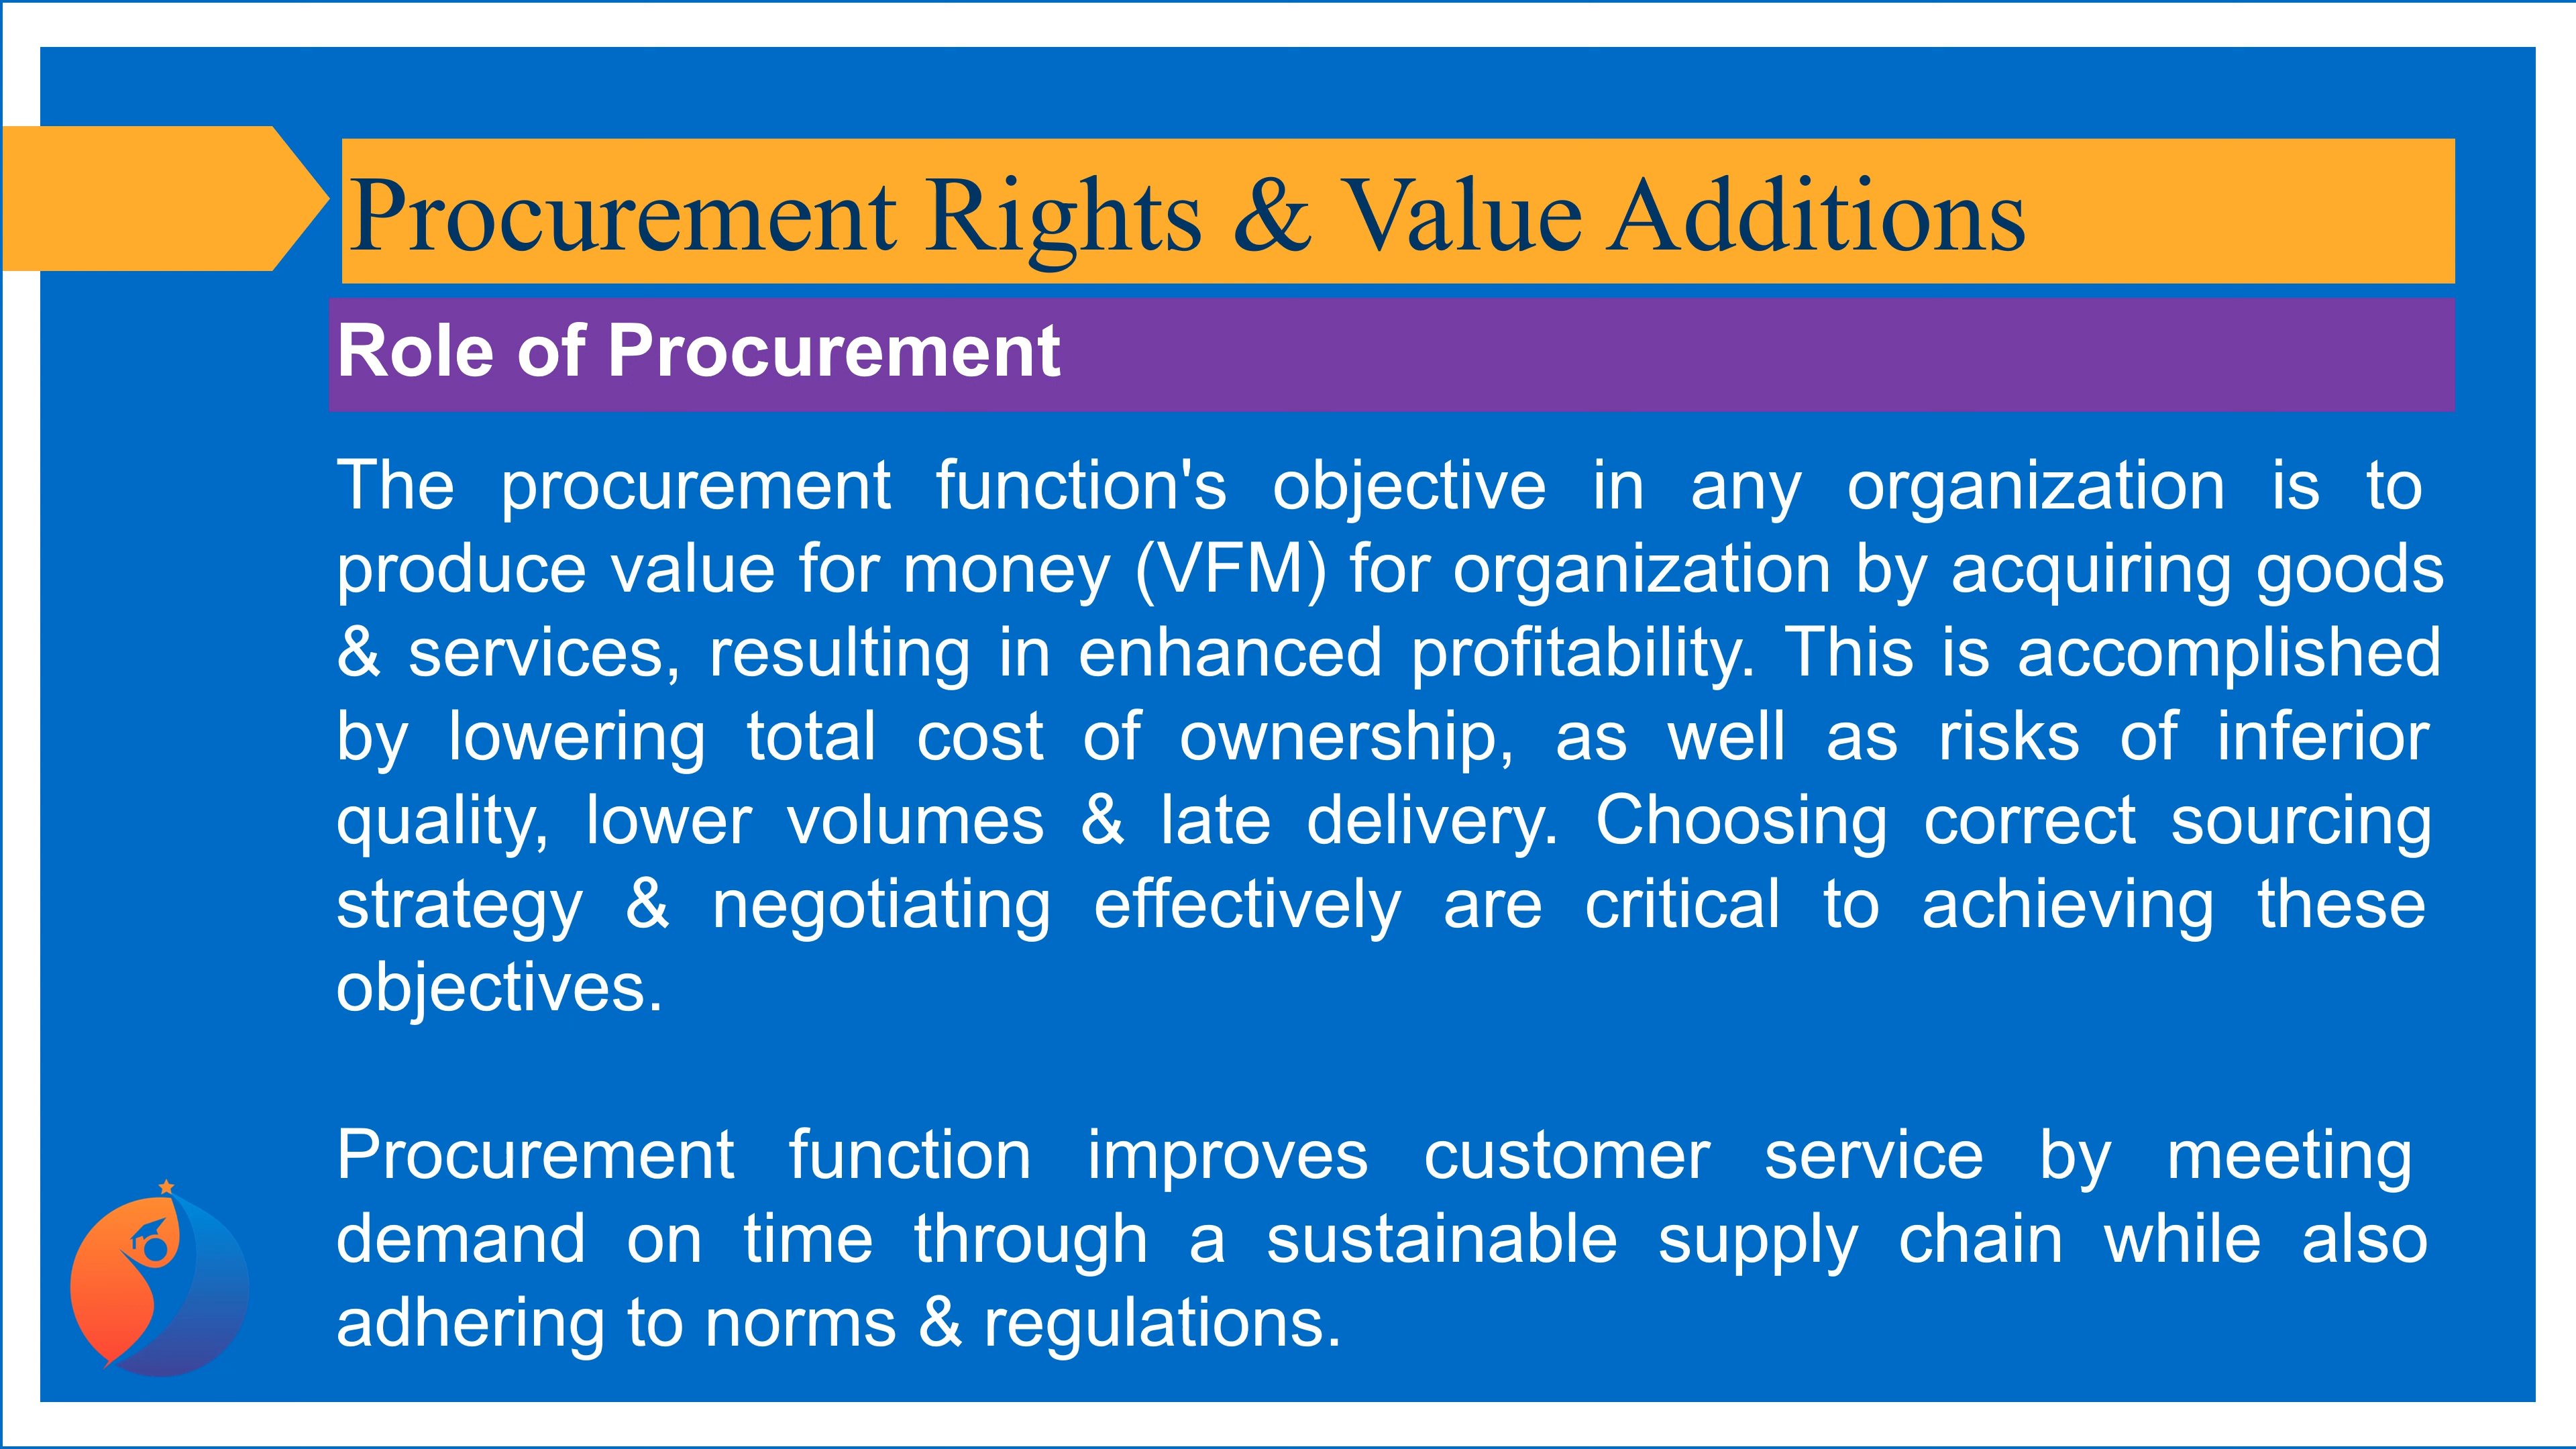 Procurement Rights & Value Additions
Role of Procurement
The procurement function's objective in any organization is to
produce value for money (VFM) for organization by acquiring goods
& services, resulting in enhanced profitability. This is accomplished
by lowering total cost of ownership, as well as risks of inferior
quality, lower volumes & late delivery. Choosing correct sourcing
strategy & negotiating effectively are critical to achieving these
objectives.
Procurement function improves customer service by meeting
demand on time through a sustainable supply chain while also
adhering to norms & regulations.